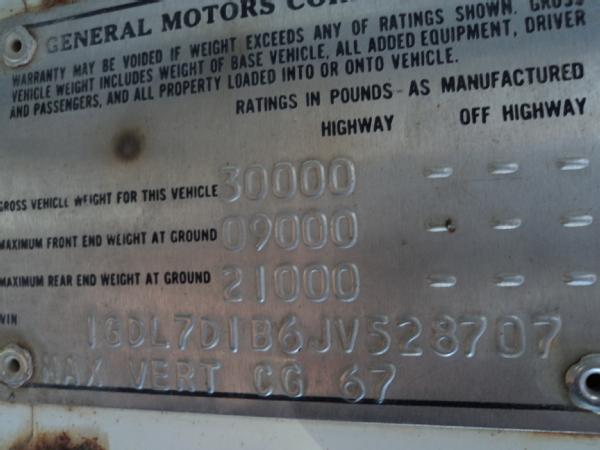 GENERAL MOTORS
WARRANTY MAY BE VOIDED IF WEIGHT EXCEEDS ANY OF RATINGS SHOWN. GROSS
VEHICLE WEIGHT INCLUDES WEIGHT OF BASE VEHICLE, ALL ADDED EQUIPMENT, DRIVER
AND PASSENGERS, AND ALL PROPERTY LOADED INTO OR ONTO VEHICLE.
RATINGS IN POUNDS - AS MANUFACTURED
HIGHWAY OFF HIGHWAY
GROSS VEHICLE WEIGHT FOR THIS VEHICLE 30000 - - -
MAXIMUM FRONT END WEIGHT AT GROUND 09000 - - -
MAXIMUM REAR END WEIGHT AT GROUND 21000 - - -
VIN 1GDL7D1B6JV528707
MAX VERT CG 67